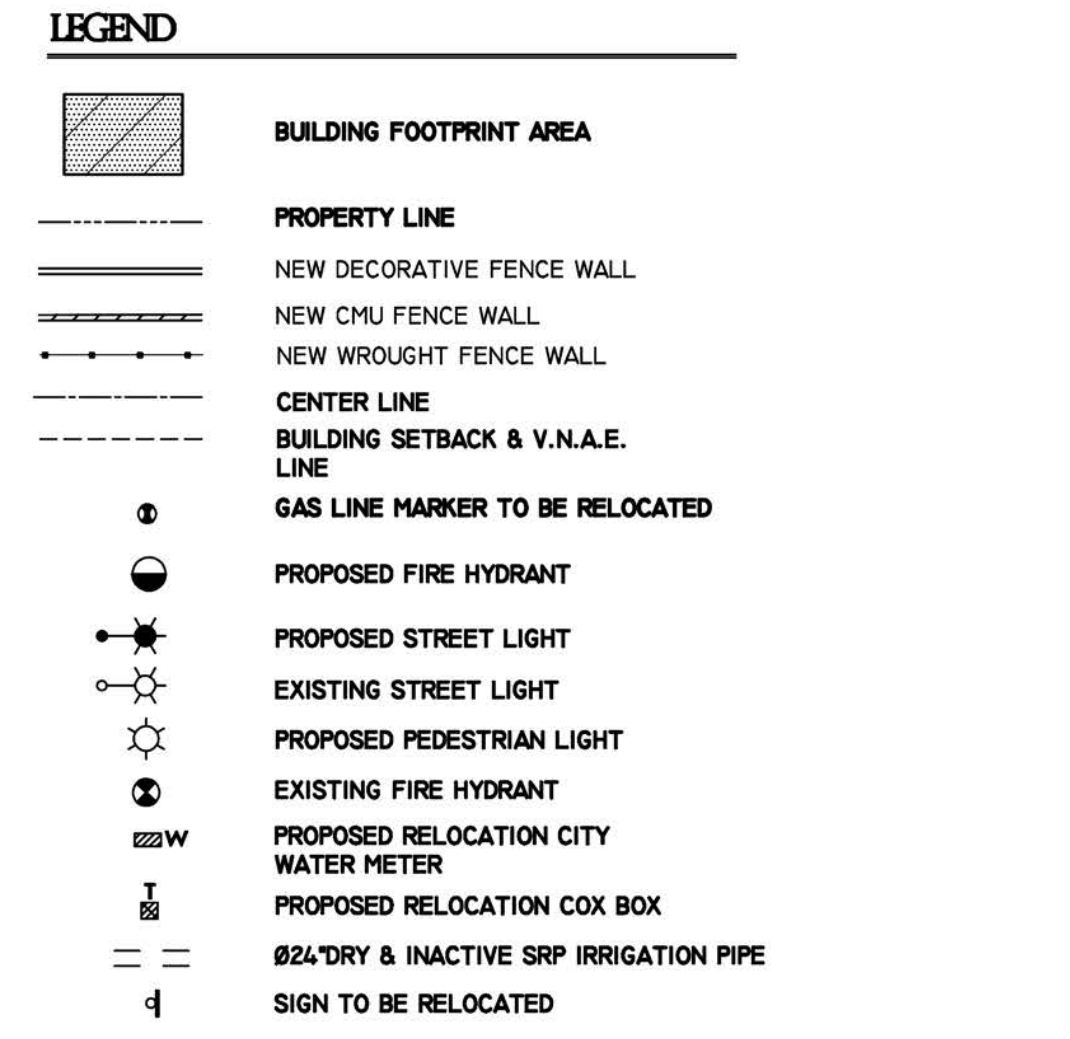 LEGEND
BUILDING FOOTPRINT AREA
PROPERTY LINE
NEW DECORATIVE FENCE WALL
NEW CMU FENCE WALL
NEW WROUGHT FENCE WALL
CENTER LINE
BUILDING SETBACK & V.N.A.E.
LINE
GAS LINE MARKER TO BE RELOCATED
PROPOSED FIRE HYDRANT
PROPOSED STREET LIGHT
EXISTING STREET LIGHT
PROPOSED PEDESTRIAN LIGHT
EXISTING FIRE HYDRANT
W PROPOSED RELOCATION CITY
WATER METER
T
PROPOSED RELOCATION COX BOX
Ø24"DRY & INACTIVE SRP IRRIGATION PIPE
SIGN TO BE RELOCATED